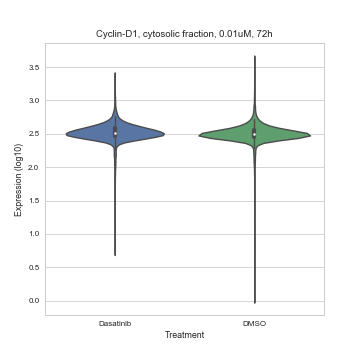 Cyclin-D1, cytosolic fraction, 0.01uM, 72h
3.5
3.0
2.5
2.0
1.5
1.0
0.5
0.0
Expression (log10)
Dasatinib DMSO
Treatment